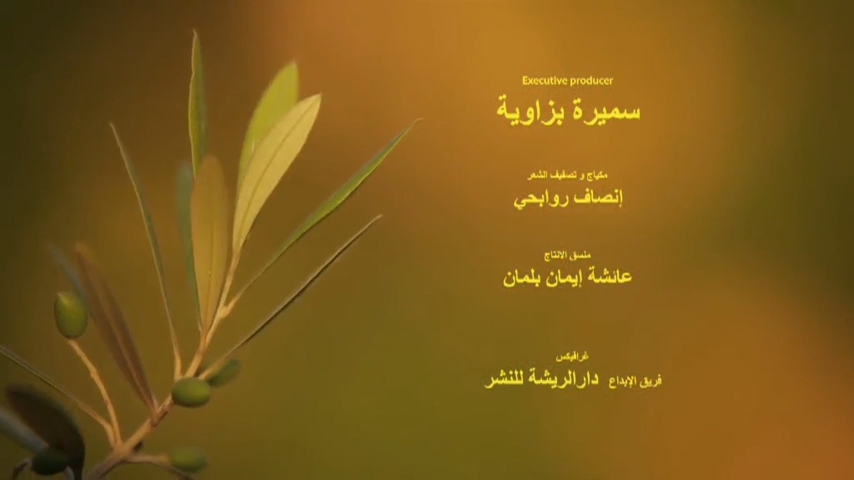 Executive producer
سميرة بزاوية
مكياج و تصفيف الشعر
إنصاف روابحي
منسق الانتاج
عائشة إيمان بلمان
غرافيكس
فريق الإبداع دارالريشة للنشر